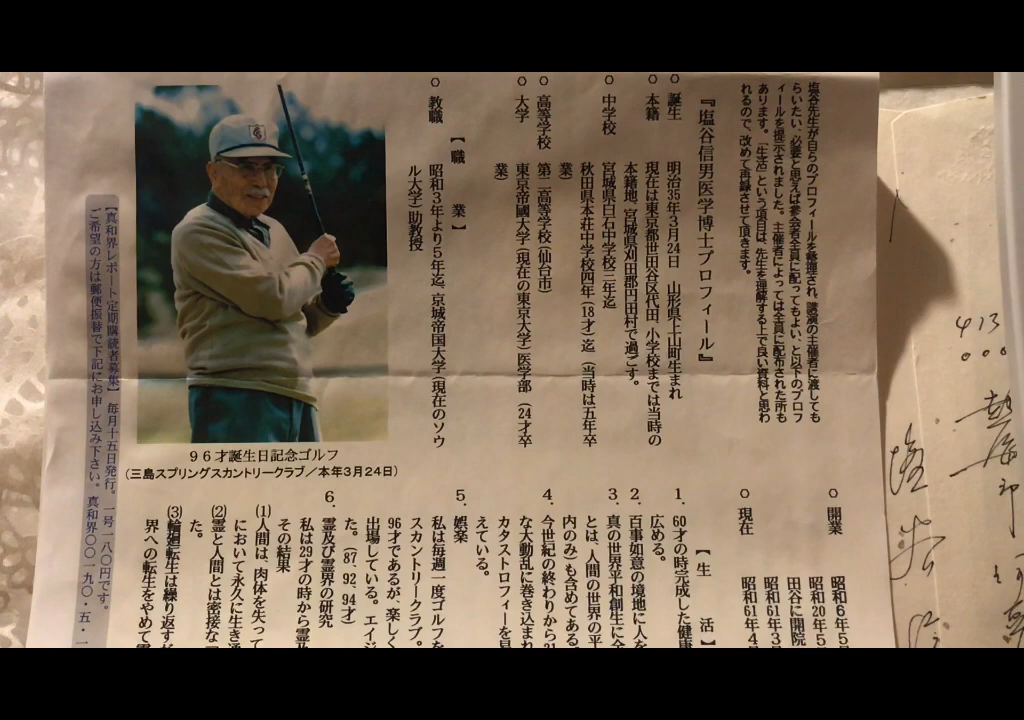 塩谷先生が自らのプロフィールを整理され、講演の主催者に渡しても
らいたい、必要と思えば参会者全員に配ってもよい、と以下のプロフ
ィールを提示されました。主催者によっては全員に配布された所も
あります。「生活」という項目は、先生を理解する上で良い資料と思わ
れるので、改めて再録させて頂きます。
『塩谷信男医学博士プロフィール』
○ 誕生 明治35年3月24日 山形県上山町生まれ
○ 本籍 現在は東京都世田谷区代田 小学校までは当時の
本籍地、宮城県刈田郡円田村で過ごす。
○ 中学校 宮城県白石中学校三年迄
秋田県本荘中学校四年(18才)迄(当時は五年卒
業)
○ 高等学校 第二高等学校(仙台市)
○ 大学 東京帝國大学(現在の東京大学)医学部(24才卒
業)
【職 業】
○ 教職 昭和3年より5年迄、京城帝国大学(現在のソウ
ル大学)助教授
96才誕生日記念ゴルフ
(三島スプリングスカントリークラブ/本年3月24日)
○ 開業 昭和6年5
昭和20年5
田谷に開院
昭和61年3
○ 現在 昭和61年4
【生 活】
1. 60才の時完成した健康
広める。
2. 百事如意の境地に人を
3. 真の世界平和創生に全
とは、人間の世界の平
内のみ)も含めてある。
4. 今世紀の終わりから21
な大動乱に巻き込まれ
カタストロフィーを
えている。
5. 娯楽
私は毎週一度ゴルフを
スカントリークラブ。
96才であるが、楽しく
出場している。エイジ
た。(87、92、94才)
6. 霊及び霊界の研究
私は29才の時から霊及
その結果
(1)人間は、肉体を失って
において永久に生き
(2)霊と人間とは密接な
た。
(3)輪廻転生は繰り返すが
界への転生をやめて
【真和界レポート定期購読者募集】 毎月十五日発行。 一号一八〇円です。
ご希望の方は郵便振替で下記にお申し込み下さい。真和界〇〇一九〇・五・一
413